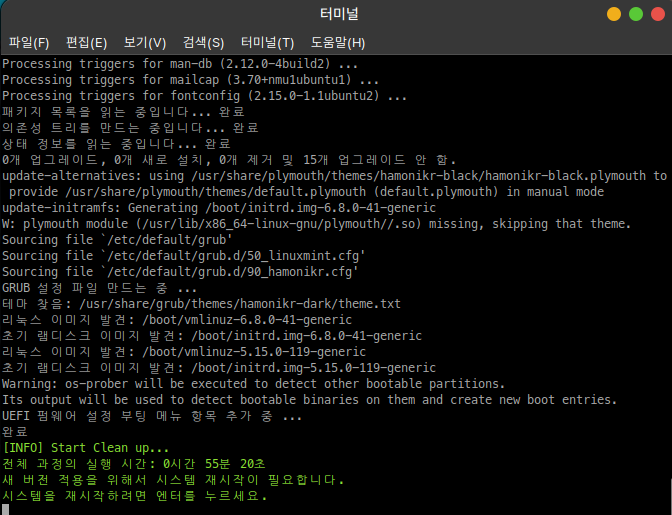 터미널
파일(F) 편집(E) 보기(V) 검색(S) 터미널(T) 도움말(H)
Processing triggers for man-db (2.12.0-4build2) ...
Processing triggers for mailcap (3.70+nmu1ubuntu1) ...
Processing triggers for fontconfig (2.15.0-1.1ubuntu2) ...
패키지 목록을 읽는 중입니다... 완료
의존성 트리를 만드는 중입니다... 완료
상태 정보를 읽는 중입니다... 완료
0개 업그레이드, 0개 새로 설치, 0개 제거 및 15개 업그레이드 안 함.
update-alternatives: using /usr/share/plymouth/themes/hamonikr-black/hamonikr-black.plymouth to
provide /usr/share/plymouth/themes/default.plymouth (default.plymouth) in manual mode
update-initramfs: Generating /boot/initrd.img-6.8.0-41-generic
W: plymouth module (/usr/lib/x86_64-linux-gnu/plymouth//.so) missing, skipping that theme.
Sourcing file `/etc/default/grub'
Sourcing file `/etc/default/grub.d/50_linuxmint.cfg'
Sourcing file `/etc/default/grub.d/90_hamonikr.cfg'
GRUB 설정 파일 만드는 중 ...
테마 찾음: /usr/share/grub/themes/hamonikr-dark/theme.txt
리눅스 이미지 발견: /boot/vmlinuz-6.8.0-41-generic
초기 램디스크 이미지 발견: /boot/initrd.img-6.8.0-41-generic
리눅스 이미지 발견: /boot/vmlinuz-5.15.0-119-generic
초기 램디스크 이미지 발견: /boot/initrd.img-5.15.0-119-generic
Warning: os-prober will be executed to detect other bootable partitions.
Its output will be used to detect bootable binaries on them and create new boot entries.
UEFI 펌웨어 설정 부팅 메뉴 항목 추가 중 ...
완료
[INFO] Start Clean up...
전체 과정의 실행 시간: 0시간 55분 20초
새 버전 적용을 위해서 시스템 재시작이 필요합니다.
시스템을 재시작하려면 엔터를 누르세요.